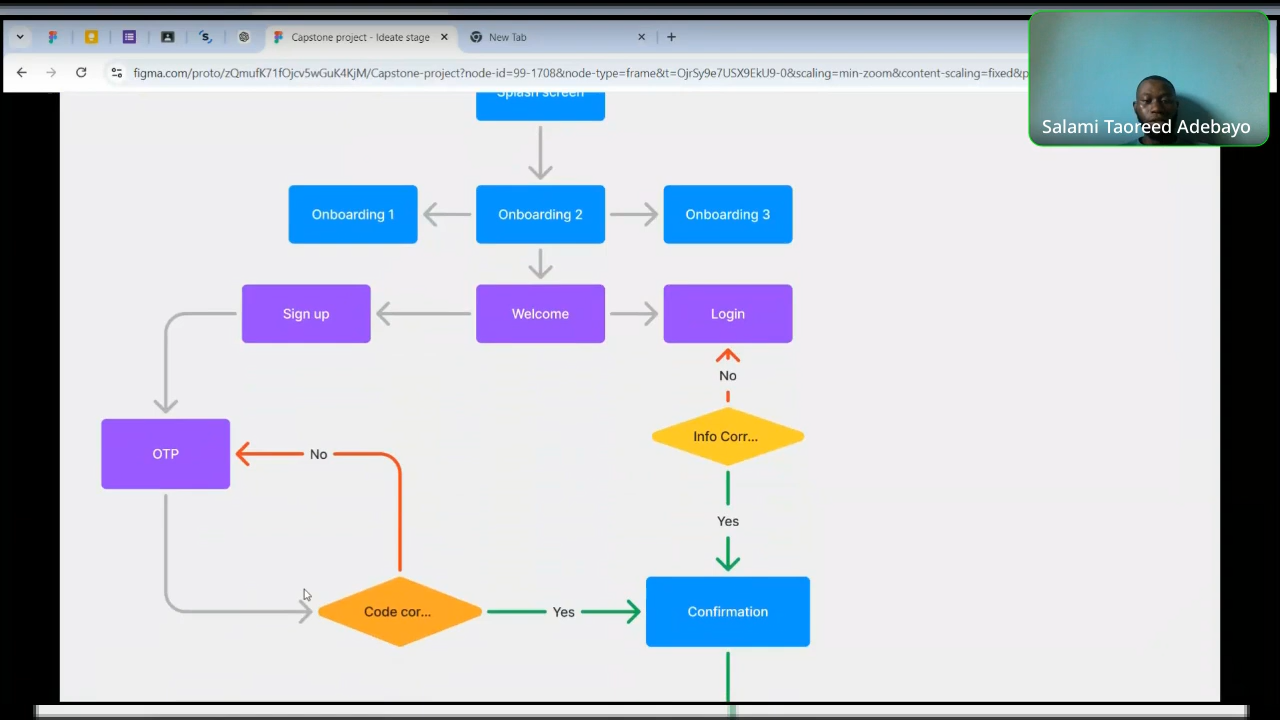 Capstone project - Ideate stage
New Tab
figma.com/proto/zQmufK71fOjcv5wGuK4KjM/Capstone-project?node-id=99-1708&node-type=frame&t=OjrSy9e7USX9EkU9-0&scaling=min-zoom&content-scaling=fixed&p
Salami Taoreed Adebayo
Splash screen
Onboarding 1
Onboarding 2
Onboarding 3
Sign up
Welcome
Login
No
Info Corr...
OTP
No
Yes
Code cor...
Yes
Confirmation